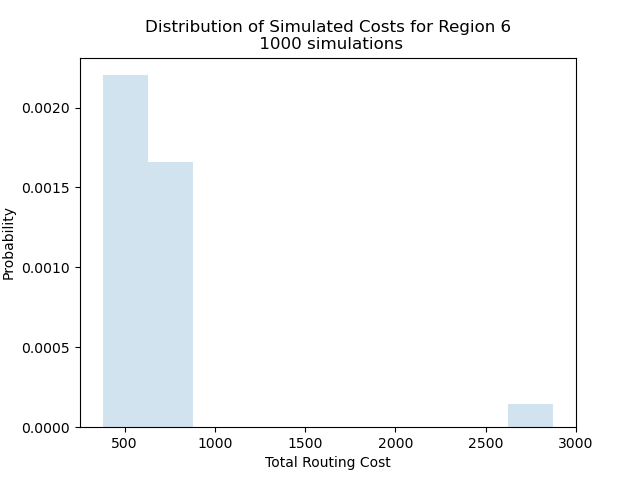 Distribution of Simulated Costs for Region 6
1000 simulations
0.0020
0.0015
0.0010
0.0005
0.0000
Probability
500 1000 1500 2000 2500 3000
Total Routing Cost